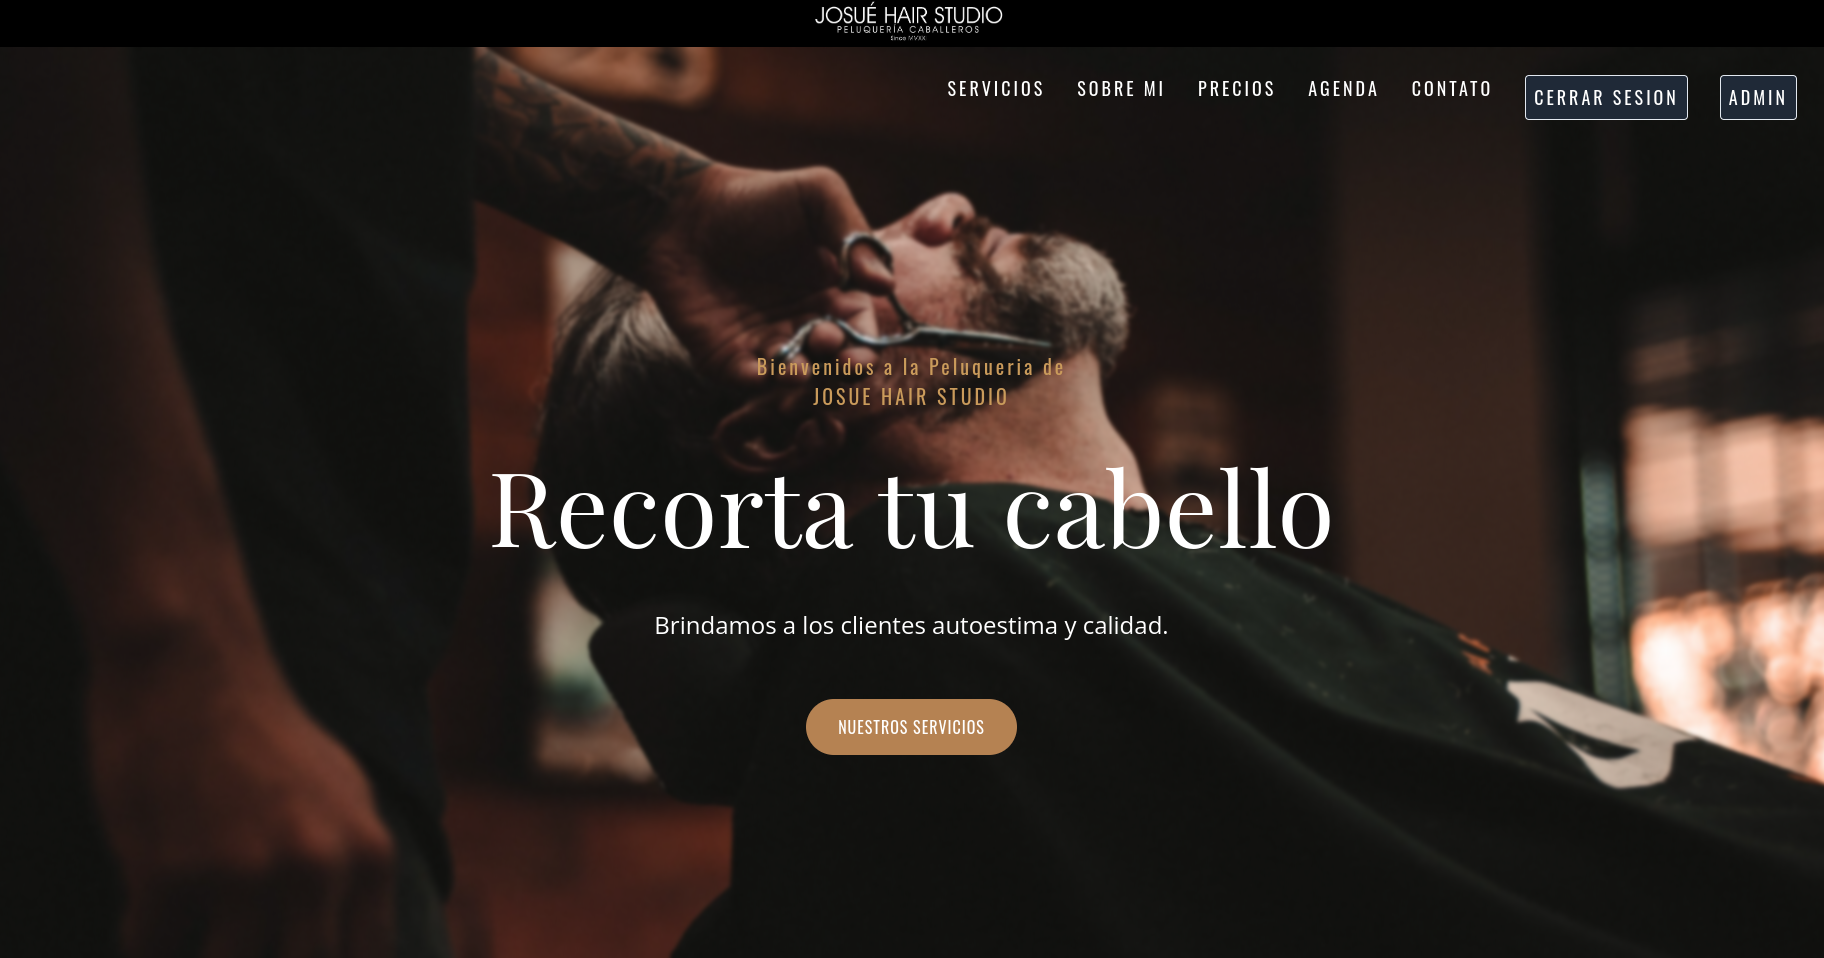 JOSUÉ HAIR STUDIO
PELUQUERÍA CABALLEROS
Since MVXX
SERVICIOS SOBRE MI PRECIOS AGENDA CONTATO CERRAR SESION ADMIN
Bienvenidos a la Peluqueria de
JOSUE HAIR STUDIO
Recorta tu cabello
Brindamos a los clientes autoestima y calidad.
NUESTROS SERVICIOS